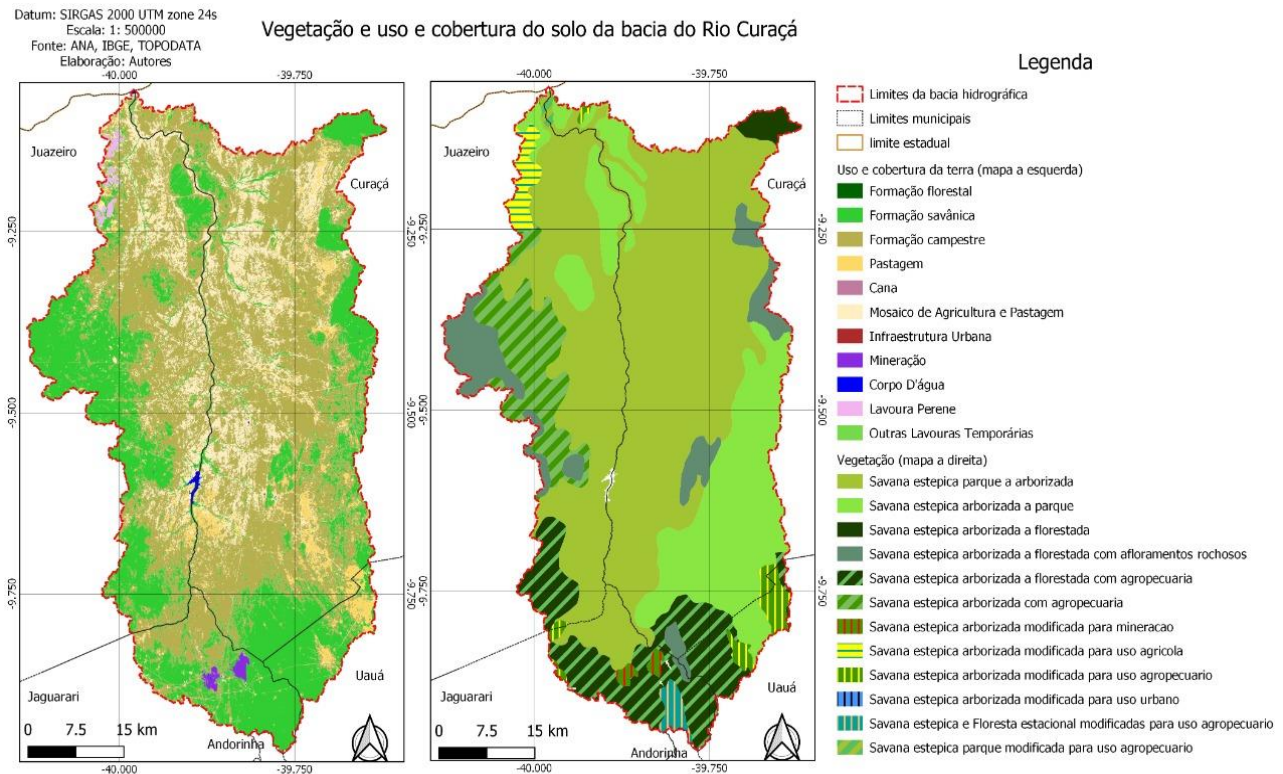 Datum: SIRGAS 2000 UTM zone 24s
Escala: 1: 500000
Fonte: ANA, IBGE, TOPODATA
Elaboração: Autores
Vegetação e uso e cobertura do solo da bacia do Rio Curaçá
-40.000
-39.750
Juazeiro
Curaçá
-9.250
-9.500
-9.750
-9.250
-9.500
-9.750
Jaguarari
Uauá
Andorinha
0 7.5 15 km
-40.000
-39.750
-40.000
-39.750
Juazeiro
Curaçá
-9.250
-9.500
-9.750
Jaguarari
Uauá
Andorinha
0 7.5 15 km
-40.000
-39.750
Legenda
Limites da bacia hidrográfica
Limites municipais
limite estadual
Uso e cobertura da terra (mapa a esquerda)
Formação florestal
Formação savânica
Formação campestre
Pastagem
Cana
Mosaico de Agricultura e Pastagem
Infraestrutura Urbana
Mineração
Corpo D'água
Lavoura Perene
Outras Lavouras Temporárias
Vegetação (mapa a direita)
Savana estepica parque a arborizada
Savana estepica arborizada a parque
Savana estepica arborizada a florestada
Savana estepica arborizada a florestada com afloramentos rochosos
Savana estepica arborizada a florestada com agropecuaria
Savana estepica arborizada com agropecuaria
Savana estepica arborizada modificada para mineracao
Savana estepica arborizada modificada para uso agricola
Savana estepica arborizada modificada para uso agropecuario
Savana estepica arborizada modificada para uso urbano
Savana estepica e Floresta estacional modificadas para uso agropecuario
Savana estepica parque modificada para uso agropecuario